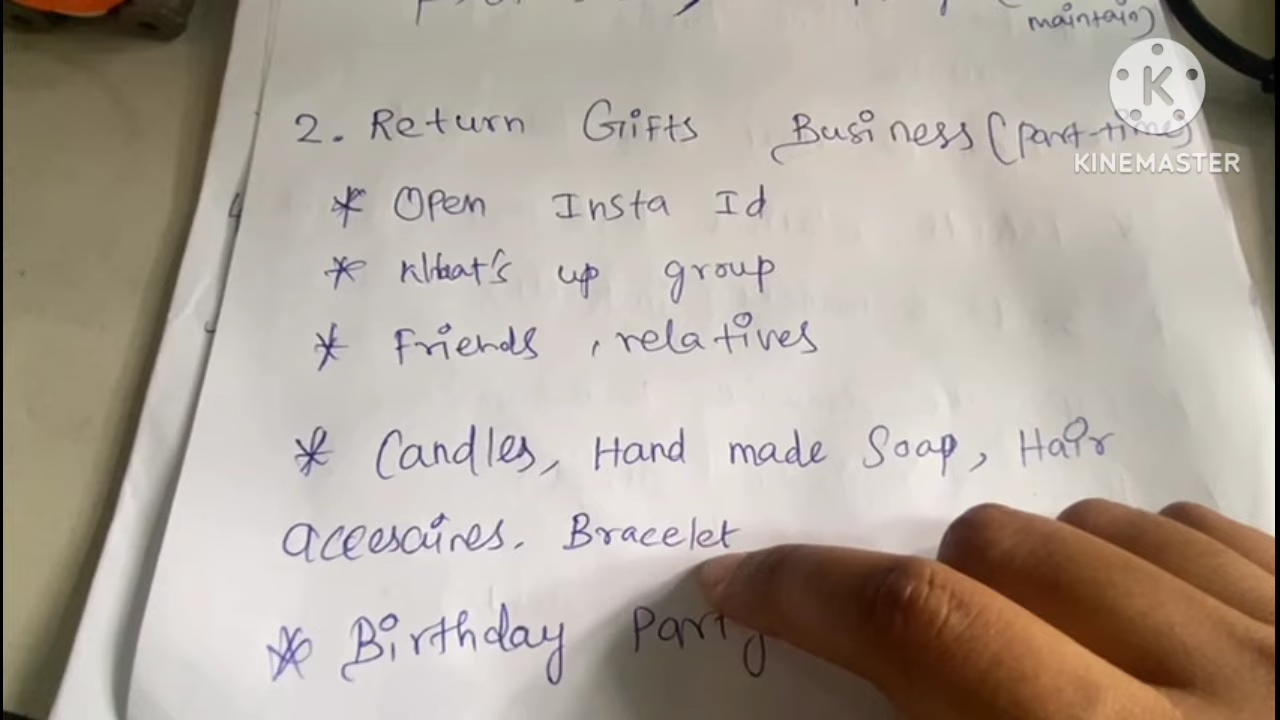 maintain)
2. Return Gifts Business (part-time)
* Open Insta Id
* What's up group
* Friends, relatives
* Candles, Hand made Soap, Hair
accesaires. Bracelet
* Birthday Party
K
KINEMASTER